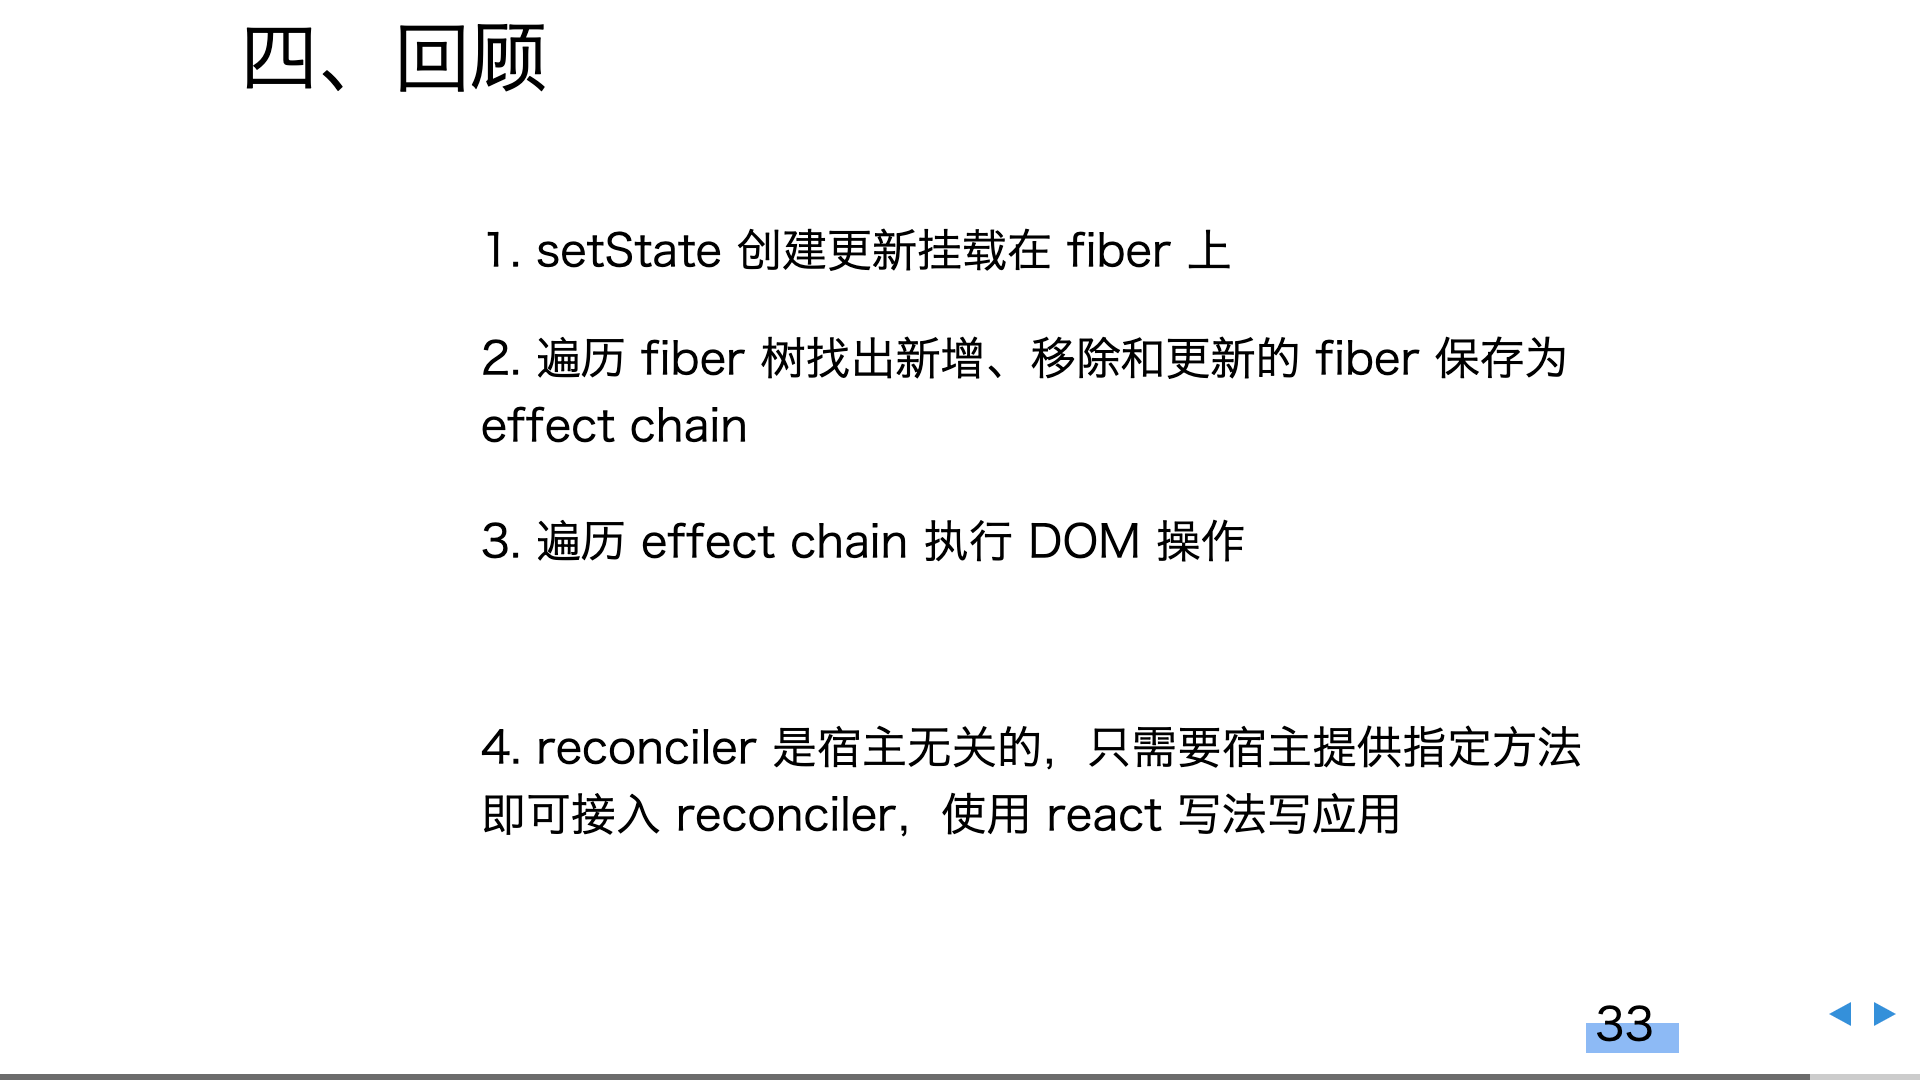 四、回顾
1. setState 创建更新挂载在 fiber 上
2. 遍历 fiber 树找出新增、移除和更新的 fiber 保存为
effect chain
3. 遍历 effect chain 执行 DOM 操作
4. reconciler 是宿主无关的，只需要宿主提供指定方法
即可接入 reconciler，使用 react 写法写应用
33